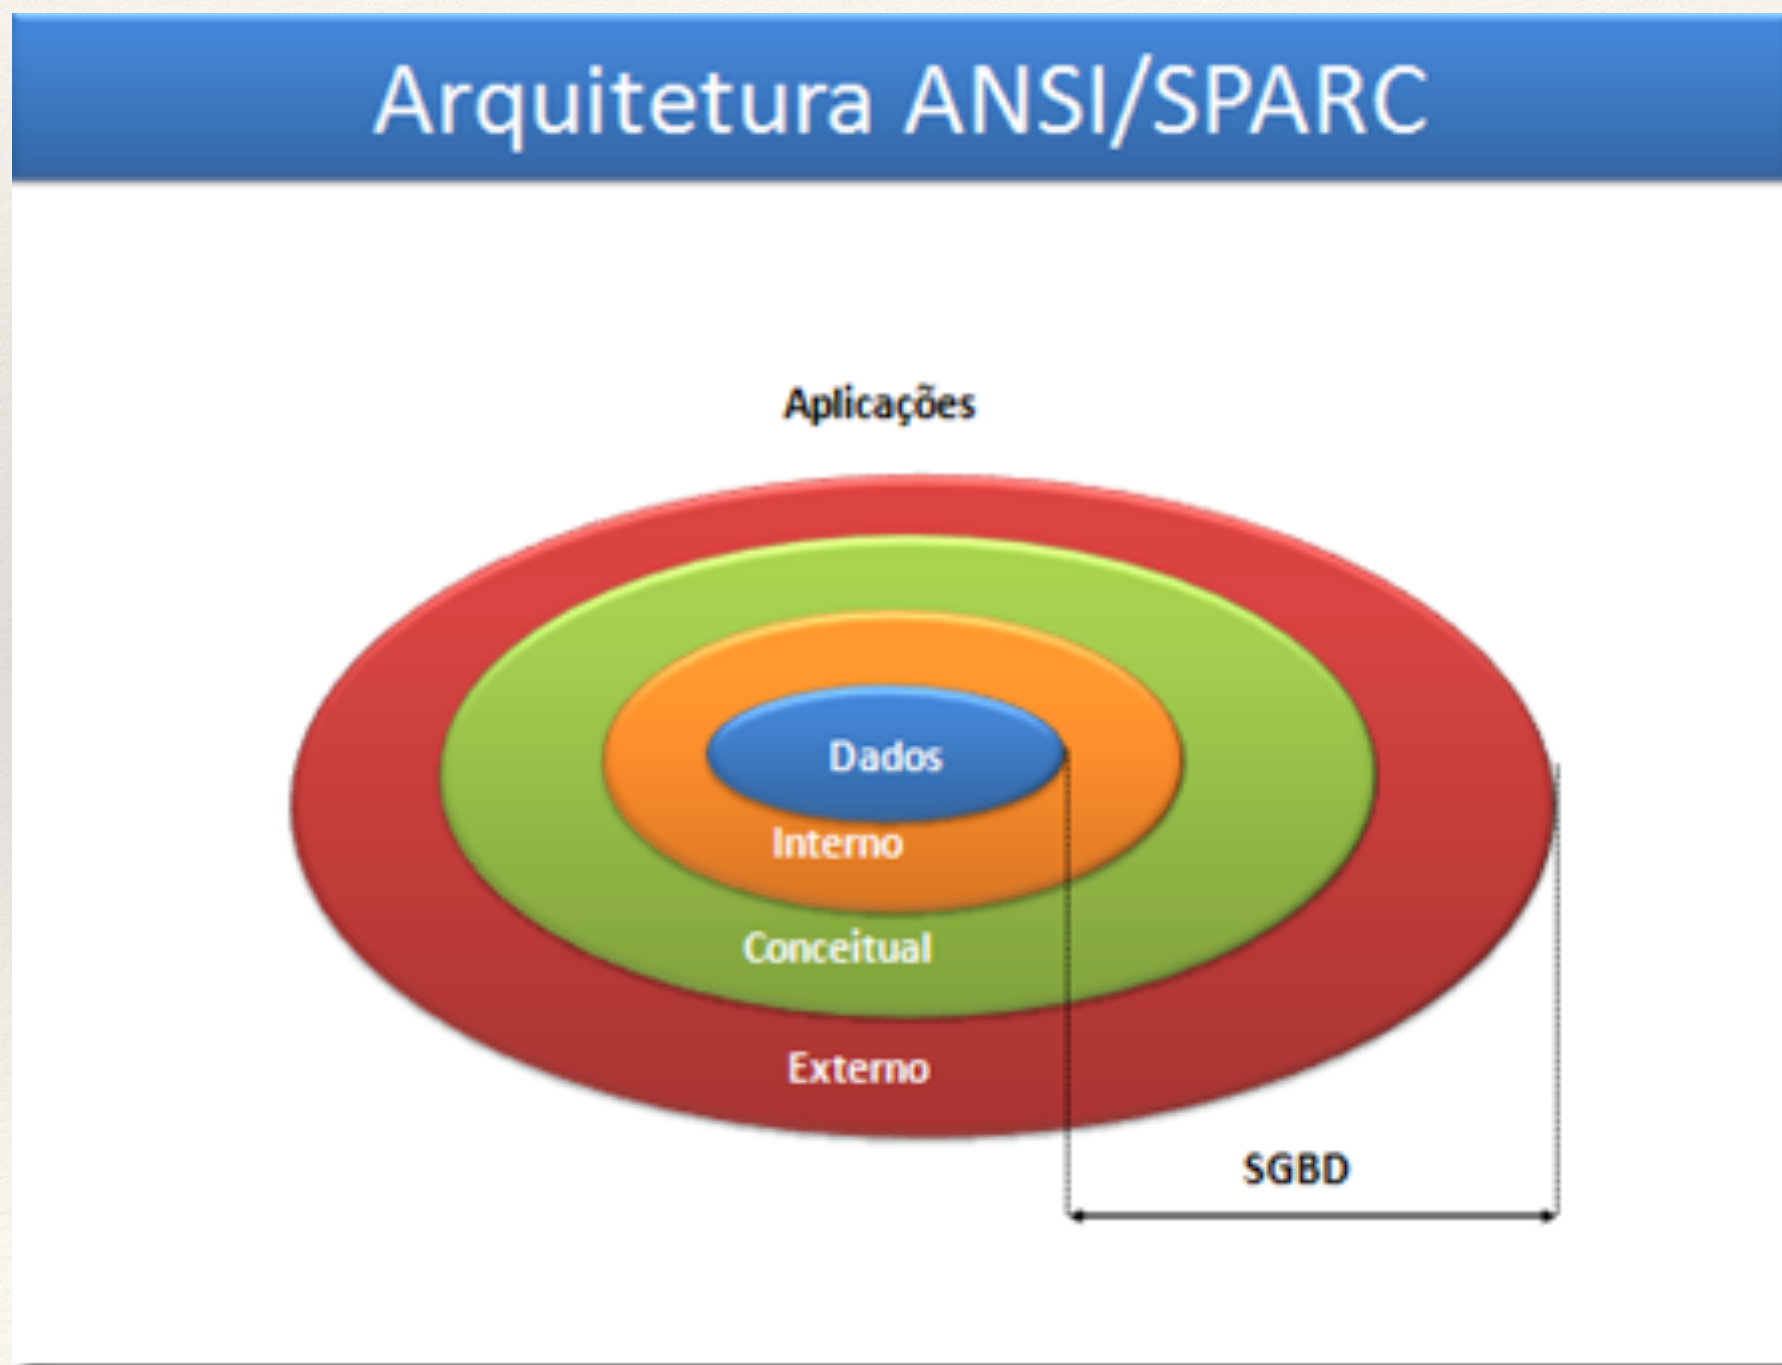 Arquitetura ANSI/SPARC
Aplicações
Dados
Interno
Conceitual
Externo
SGBD